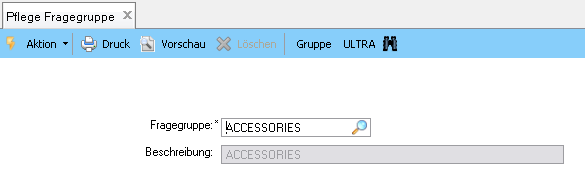 Pflege Fragegruppe
Aktion Druck Vorschau Löschen Gruppe ULTRA
Fragegruppe:* ACCESSORIES
Beschreibung: ACCESSORIES